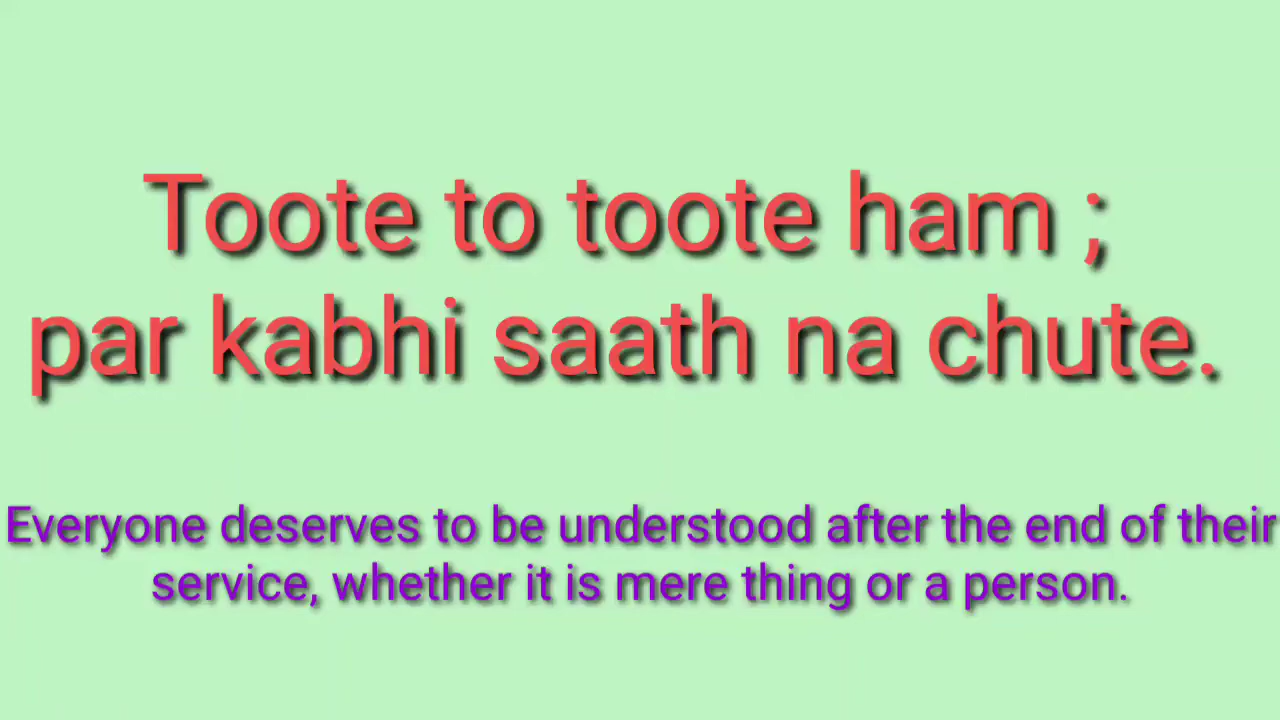 Toote to toote ham ;
par kabhi saath na chute.
Everyone deserves to be understood after the end of their
service, whether it is mere thing or a person.